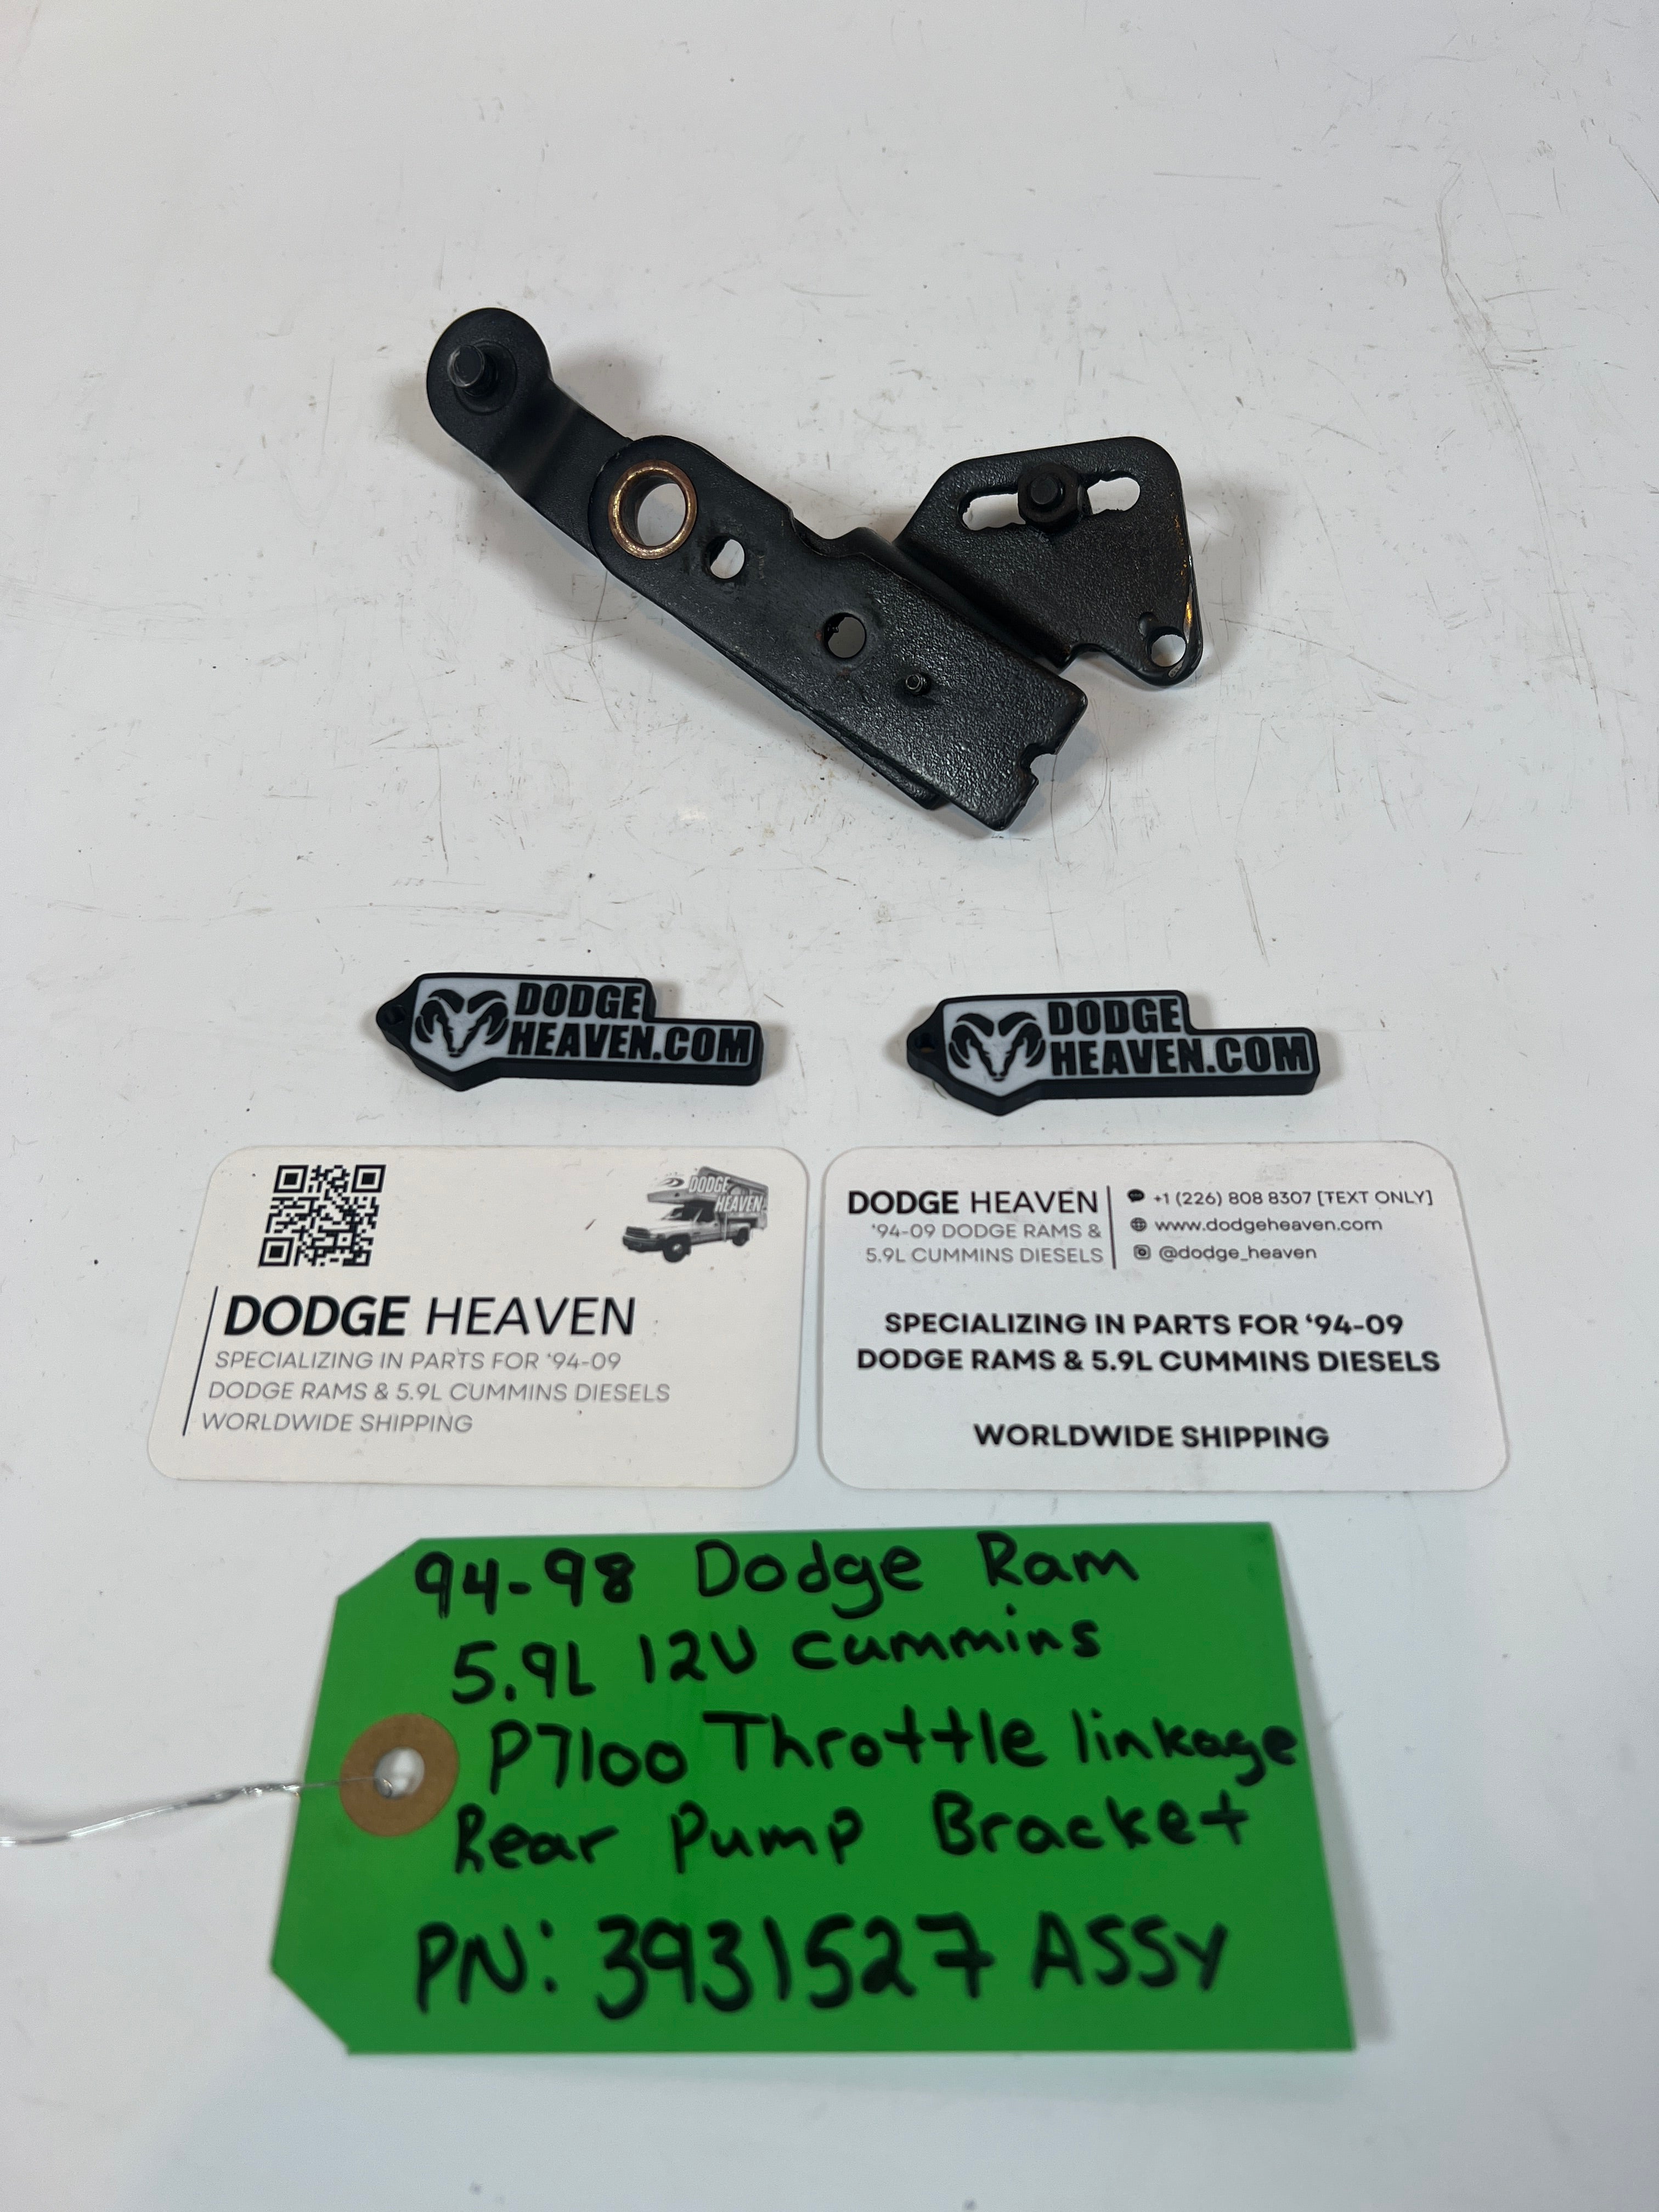 DODGE
HEAVEN.COM
DODGE
HEAVEN.COM
DODGE
HEAVEN
DODGE HEAVEN
SPECIALIZING IN PARTS FOR ‘94-09
DODGE RAMS & 5.9L CUMMINS DIESELS
WORLDWIDE SHIPPING
DODGE HEAVEN
‘94-09 DODGE RAMS &
5.9L CUMMINS DIESELS
+1 (226) 808 8307 [TEXT ONLY]
www.dodgeheaven.com
@dodge_heaven
SPECIALIZING IN PARTS FOR ‘94-09
DODGE RAMS & 5.9L CUMMINS DIESELS
WORLDWIDE SHIPPING
94-98 Dodge Ram
5.9L 12V Cummins
P7100 Throttle linkage
Rear Pump Bracket
PN: 3931527 ASSY